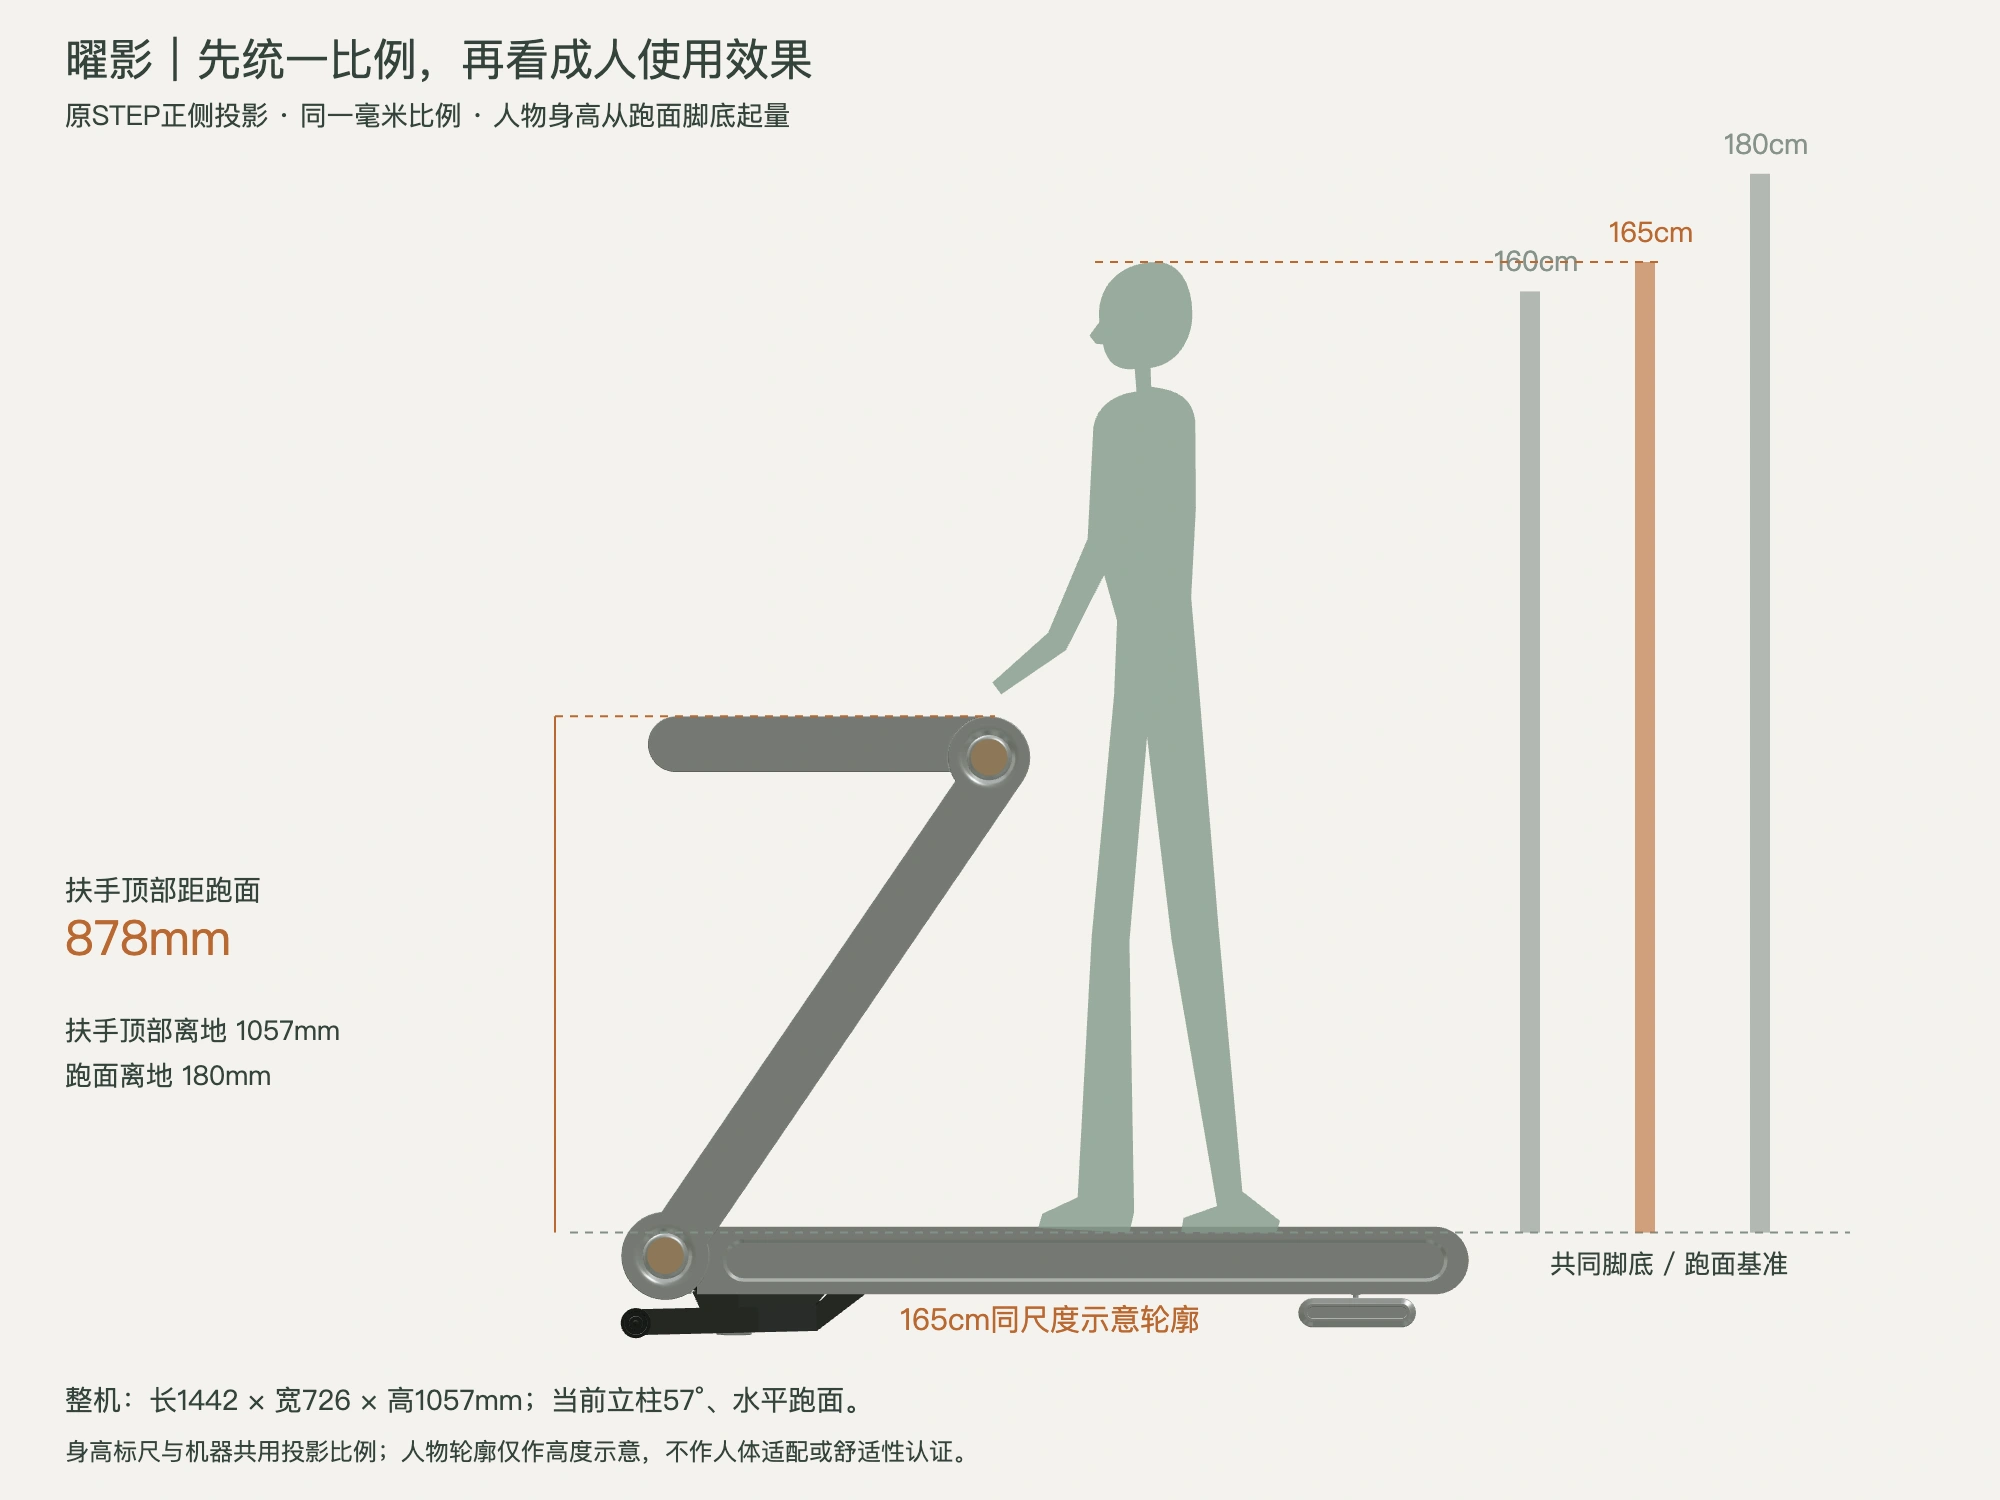 曜影｜先统一比例，再看成人使用效果
原STEP正侧投影 · 同一毫米比例 · 人物身高从跑面脚底起量
180cm
165cm
160cm
扶手顶部距跑面
878mm
扶手顶部离地 1057mm
跑面离地 180mm
共同脚底 / 跑面基准
165cm同尺度示意轮廓
整机：长1442 × 宽726 × 高1057mm；当前立柱57°、水平跑面。
身高标尺与机器共用投影比例；人物轮廓仅作高度示意，不作人体适配或舒适性认证。